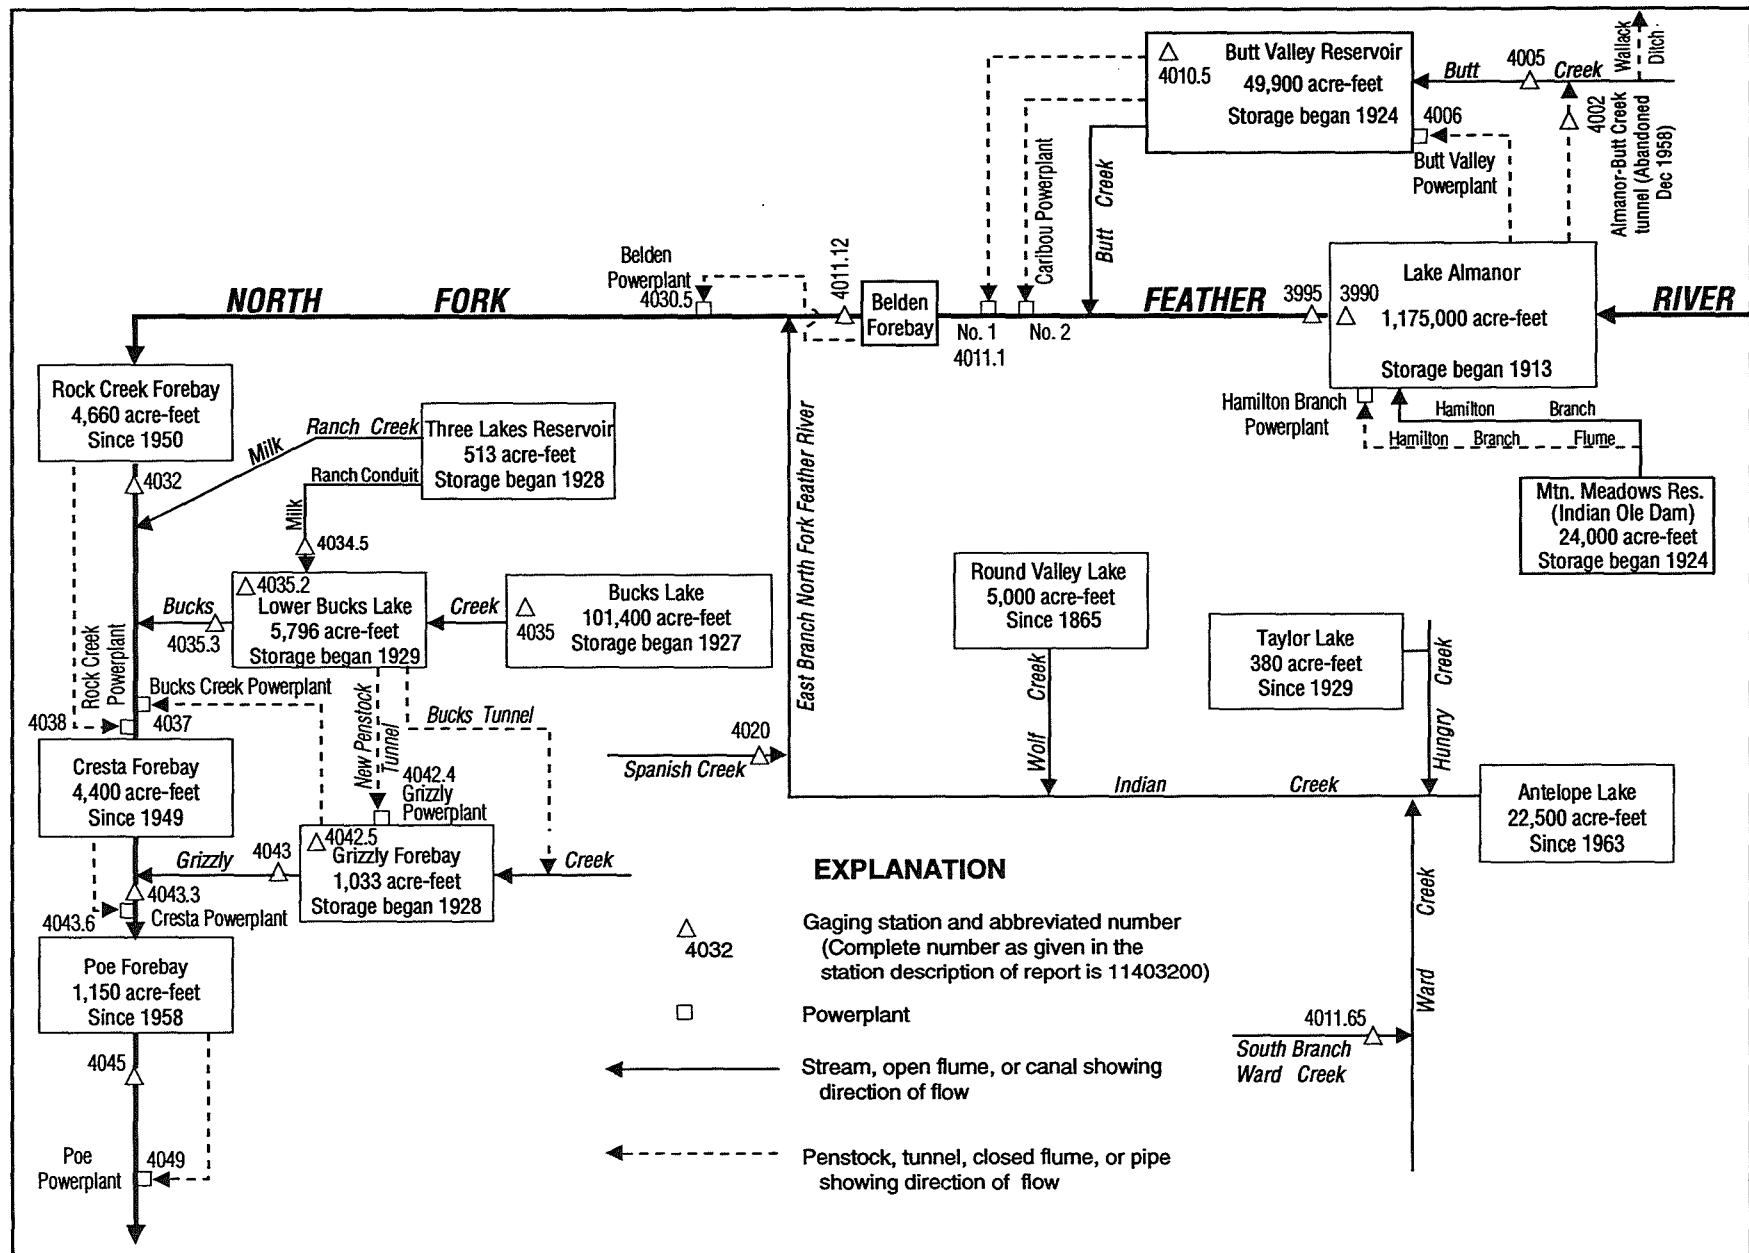 Butt Valley Reservoir
49,900 acre-feet
Storage began 1924
4010.5
Butt
4005
Creek
Wallack
Ditch
4006
Butt Valley
Powerplant
4002
Almanor-Butt Creek
tunnel (Abandoned
Dec 1958)
Caribou Powerplant
Butt Creek
Belden
Powerplant
4030.5
4011.12
Belden
Forebay
No. 1
4011.1
No. 2
NORTH FORK FEATHER RIVER
3995
3990
Lake Almanor
1,175,000 acre-feet
Storage began 1913
Hamilton Branch
Powerplant
Hamilton Branch
Hamilton Branch Flume
Mtn. Meadows Res.
(Indian Ole Dam)
24,000 acre-feet
Storage began 1924
Rock Creek Forebay
4,660 acre-feet
Since 1950
4032
Milk Ranch Creek
Three Lakes Reservoir
513 acre-feet
Storage began 1928
Milk Ranch Conduit
4034.5
4035.2
Lower Bucks Lake
5,796 acre-feet
Storage began 1929
Bucks Creek
4035.3
4035
Bucks Lake
101,400 acre-feet
Storage began 1927
Rock Creek
Powerplant
Bucks Creek Powerplant
4038
4037
New Penstock
Tunnel
Bucks Tunnel
4042.4
Grizzly
Powerplant
East Branch North Fork Feather River
4020
Spanish Creek
Round Valley Lake
5,000 acre-feet
Since 1865
Wolf Creek
Taylor Lake
380 acre-feet
Since 1929
Hungry Creek
Indian Creek
Antelope Lake
22,500 acre-feet
Since 1963
Cresta Forebay
4,400 acre-feet
Since 1949
4042.5
Grizzly Forebay
1,033 acre-feet
Storage began 1928
Grizzly
4043
Creek
4043.3
Cresta Powerplant
4043.6
Poe Forebay
1,150 acre-feet
Since 1958
4045
Poe
Powerplant
4049
Ward Creek
4011.65
South Branch
Ward Creek
EXPLANATION
4032
Gaging station and abbreviated number
(Complete number as given in the
station description of report is 11403200)
Powerplant
Stream, open flume, or canal showing
direction of flow
Penstock, tunnel, closed flume, or pipe
showing direction of flow